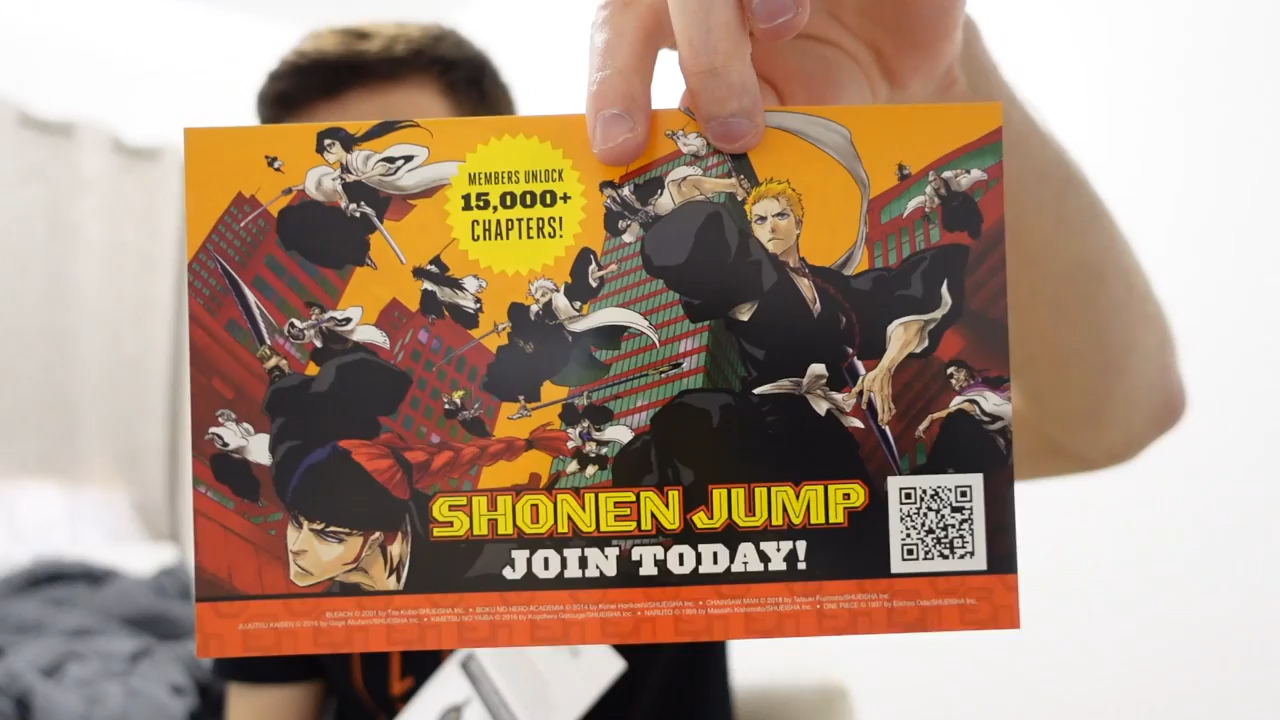 MEMBERS UNLOCK
15,000+
CHAPTERS!
SHONEN JUMP
JOIN TODAY!
BLEACH © 2001 by Tite Kubo/SHUEISHA Inc. • BOKU NO HERO ACADEMIA © 2014 by Kohei Horikoshi/SHUEISHA Inc. • CHAINSAW MAN © 2018 by Tatsuki Fujimoto/SHUEISHA Inc.
JUJUTSU KAISEN © 2018 by Gege Akutami/SHUEISHA Inc. • KIMETSU NO YAIBA © 2016 by Koyoharu Gotouge/SHUEISHA Inc. • NARUTO © 1999 by Masashi Kishimoto/SHUEISHA Inc. • ONE PIECE © 1997 by Eiichiro Oda/SHUEISHA Inc.